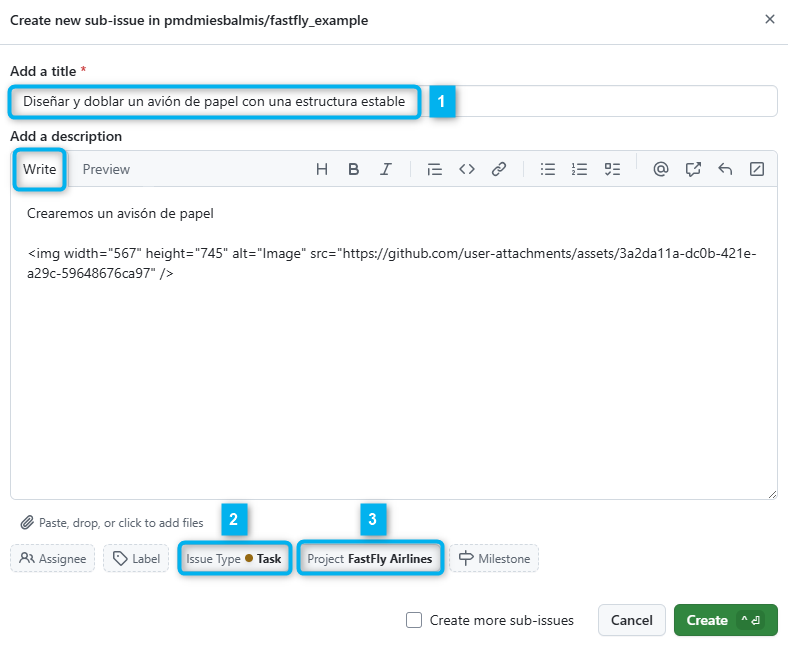 Create new sub-issue in pmdmiesbalmis/fastfly_example
Add a title *
Diseñar y doblar un avión de papel con una estructura estable
1
Add a description
Write Preview
Crearemos un avisón de papel
<img width="567" height="745" alt="Image" src="https://github.com/user-attachments/assets/3a2da11a-dc0b-421e-
a29c-59648676ca97" />
Paste, drop, or click to add files
2 3
Assignee Label Issue Type Task Project FastFly Airlines Milestone
Create more sub-issues Cancel Create